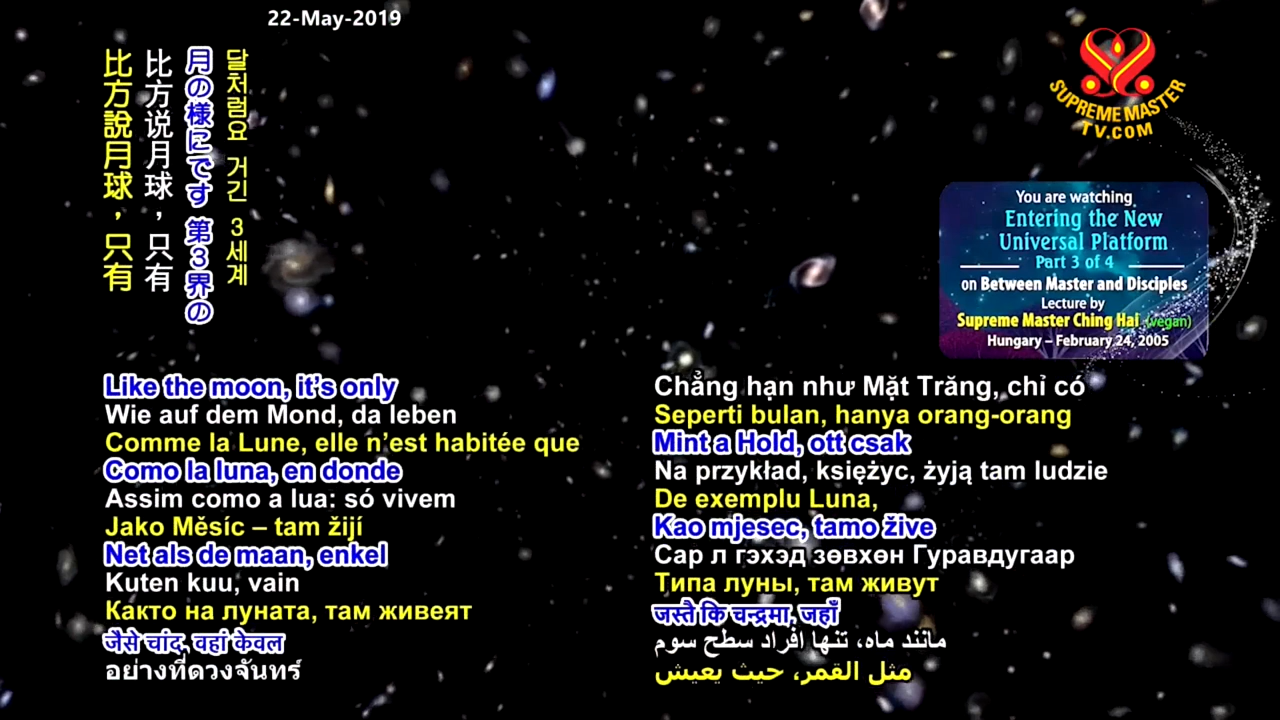 22-May-2019
달처럼요 거긴 3세계
月の様にです 第3界の
比方说月球，只有
比方說月球，只有
SUPREME MASTER
TV.COM
You are watching
Entering the New
Universal Platform
Part 3 of 4
on Between Master and Disciples
Lecture by
Supreme Master Ching Hai (vegan)
Hungary – February 24, 2005
Like the moon, it's only
Wie auf dem Mond, da leben
Comme la Lune, elle n'est habitée que
Como la luna, en donde
Assim como a lua: só vivem
Jako Měsíc – tam žijí
Net als de maan, enkel
Kuten kuu, vain
Както на луната, там живеят
जैसे चांद, वहां केवल
อย่างที่ดวงจันทร์
Chẳng hạn như Mặt Trăng, chỉ có
Seperti bulan, hanya orang-orang
Mint a Hold, ott csak
Na przykład, księżyc, żyją tam ludzie
De exemplu Luna,
Kao mjesec, tamo žive
Сар л гэхэд зөвхөн Гуравдугаар
Типа луны, там живут
जस्तै कि चन्द्रमा, जहाँ
مانند ماه، تنها افراد سطح سوم
مثل القمر، حيث يعيش